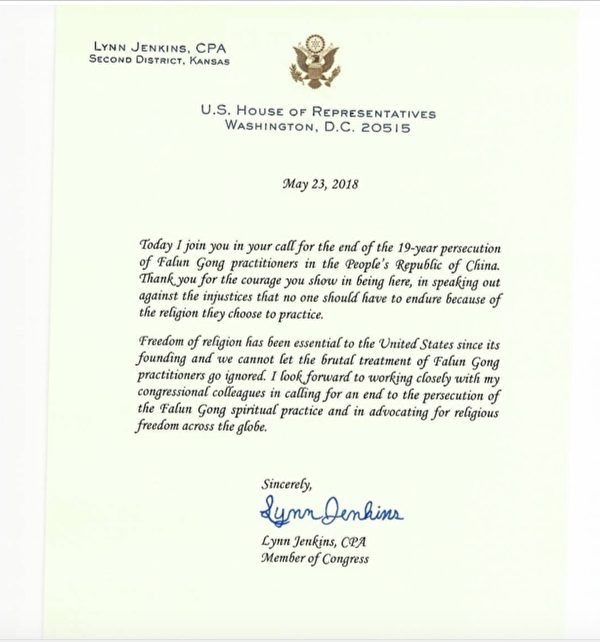 LYNN JENKINS, CPA
SECOND DISTRICT, KANSAS
U.S. HOUSE OF REPRESENTATIVES
WASHINGTON, D.C. 20515
May 23, 2018
Today I join you in your call for the end of the 19-year persecution
of Falun Gong practitioners in the People's Republic of China.
Thank you for the courage you show in being here, in speaking out
against the injustices that no one should have to endure because of
the religion they choose to practice.
Freedom of religion has been essential to the United States since its
founding and we cannot let the brutal treatment of Falun Gong
practitioners go ignored. I look forward to working closely with my
congressional colleagues in calling for an end to the persecution of
the Falun Gong spiritual practice and in advocating for religious
freedom across the globe.
Sincerely,
Lynn Jenkins
Lynn Jenkins, CPA
Member of Congress